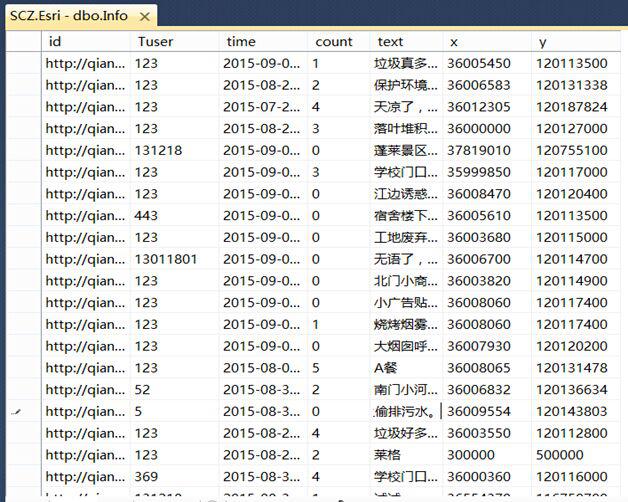 SCZ.Esri - dbo.Info
id Tuser time count text x y
http://qian... 123 2015-09-0... 1 垃圾真多... 36005450 120113500
http://qian... 123 2015-08-2... 2 保护环境... 36006583 120131338
http://qian... 123 2015-07-2... 4 天凉了，... 36012305 120187824
http://qian... 123 2015-08-2... 3 落叶堆积... 36000000 120127000
http://qian... 131218 2015-09-0... 0 蓬莱景区... 37819010 120755100
http://qian... 123 2015-09-0... 3 学校门口... 35999850 120117000
http://qian... 123 2015-09-0... 0 江边诱惑... 36008470 120120400
http://qian... 443 2015-09-0... 0 宿舍楼下... 36005610 120113500
http://qian... 123 2015-09-0... 0 工地废弃... 36003680 120115000
http://qian... 13011801 2015-09-0... 0 无语了，... 36006700 120114700
http://qian... 123 2015-09-0... 0 北门小商... 36003820 120114900
http://qian... 123 2015-09-0... 0 小广告贴... 36008060 120117400
http://qian... 123 2015-09-0... 1 烧烤烟雾... 36008060 120117400
http://qian... 123 2015-09-0... 0 大烟囱呼... 36007930 120120200
http://qian... 123 2015-08-0... 5 A餐 36008065 120131478
http://qian... 52 2015-08-3... 2 南门小河... 36006832 120136634
http://qian... 5 2015-08-3... 0 偷排污水。 36009554 120143803
http://qian... 123 2015-08-2... 4 垃圾好多... 36003550 120112800
http://qian... 123 2015-08-2... 2 莱格 300000 500000
http://qian... 369 2015-08-3... 4 学校门口... 36000360 120116000